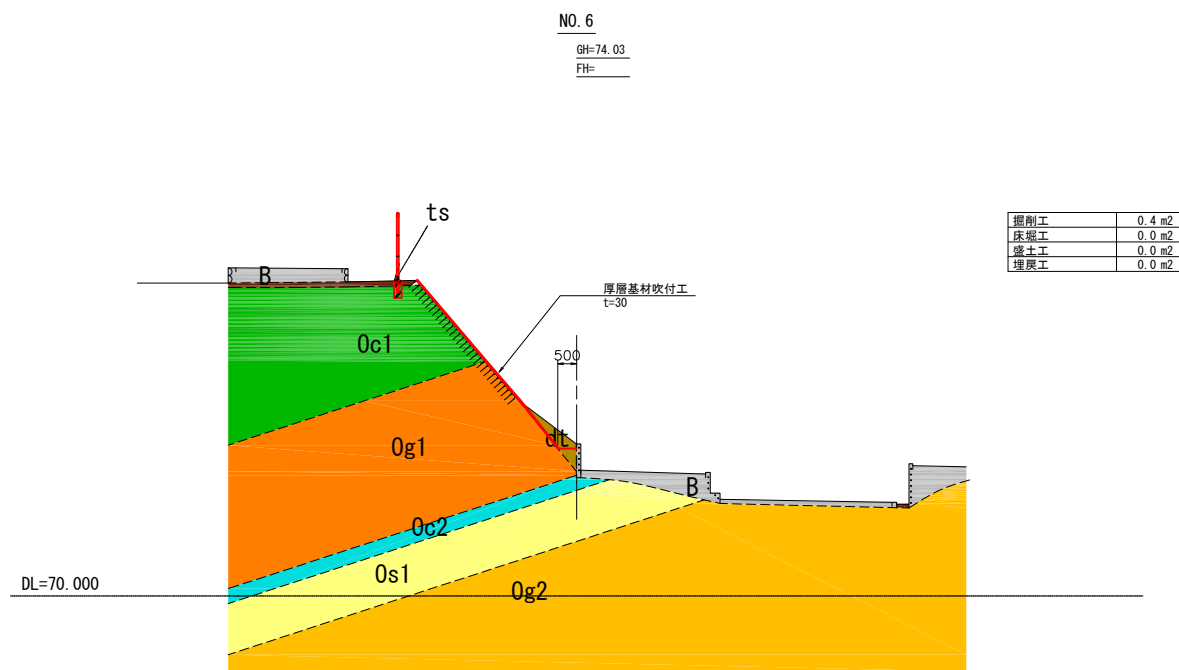 NO.6
GH=74.03
FH=
ts
掘削工 0.4 m2
床堀工 0.0 m2
盛土工 0.0 m2
埋戻工 0.0 m2
B
厚層基材吹付工
t=30
Oc1
500
dt
Og1
B
Oc2
Os1
DL=70.000
Og2